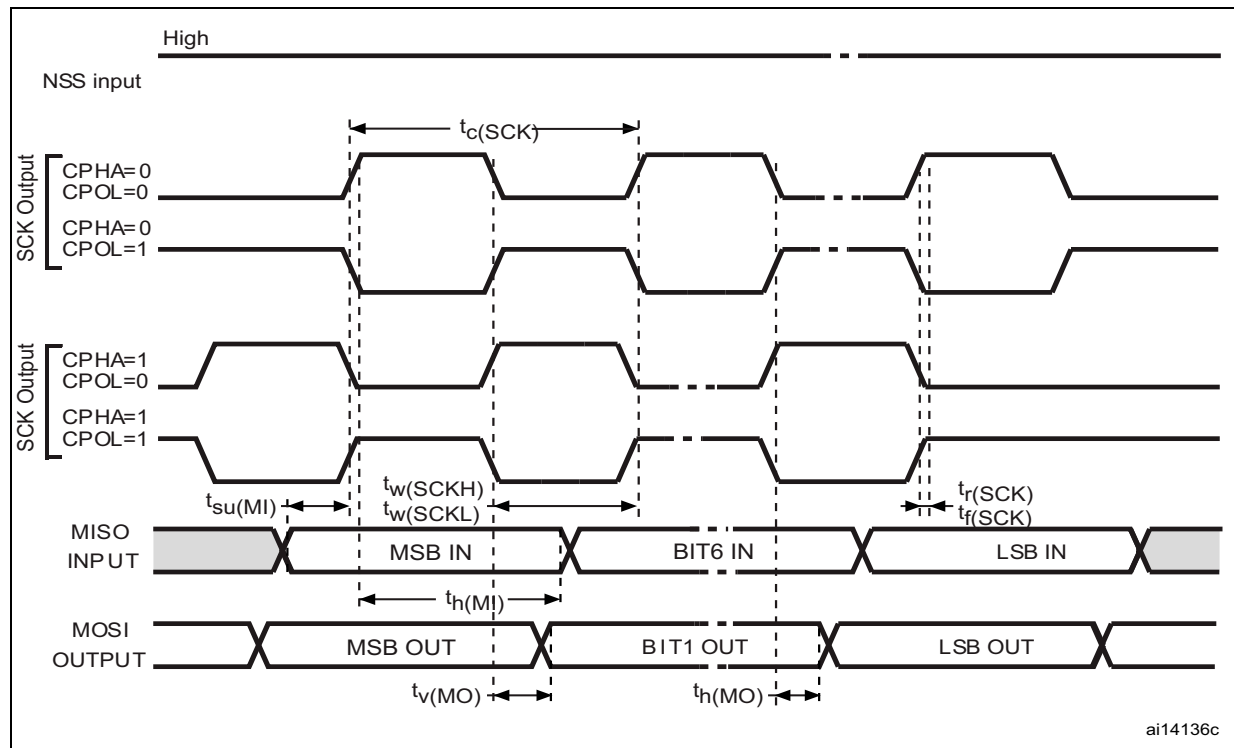 High
NSS input
tc(SCK)
SCK Output
CPHA=0
CPOL=0
CPHA=0
CPOL=1
SCK Output
CPHA=1
CPOL=0
CPHA=1
CPOL=1
tsu(MI)
tw(SCKH)
tw(SCKL)
tr(SCK)
tf(SCK)
MISO
INPUT
MSB IN
BIT6 IN
LSB IN
th(MI)
MOSI
OUTPUT
MSB OUT
BIT1 OUT
LSB OUT
tv(MO)
th(MO)
ai14136c